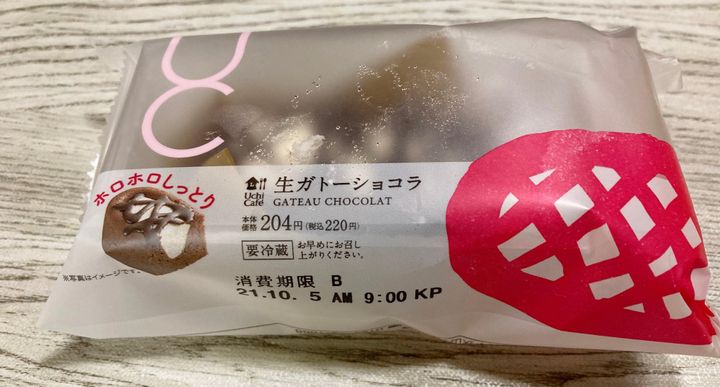 UC
ホロホロしっとり
Uchi Café
生ガトーショコラ
GATEAU CHOCOLAT
本体価格 204円(税込220円)
要冷蔵
お早めにお召し
上がりください。
※写真はイメージです。
消費期限 B
21.10. 5 AM 9:00 KP